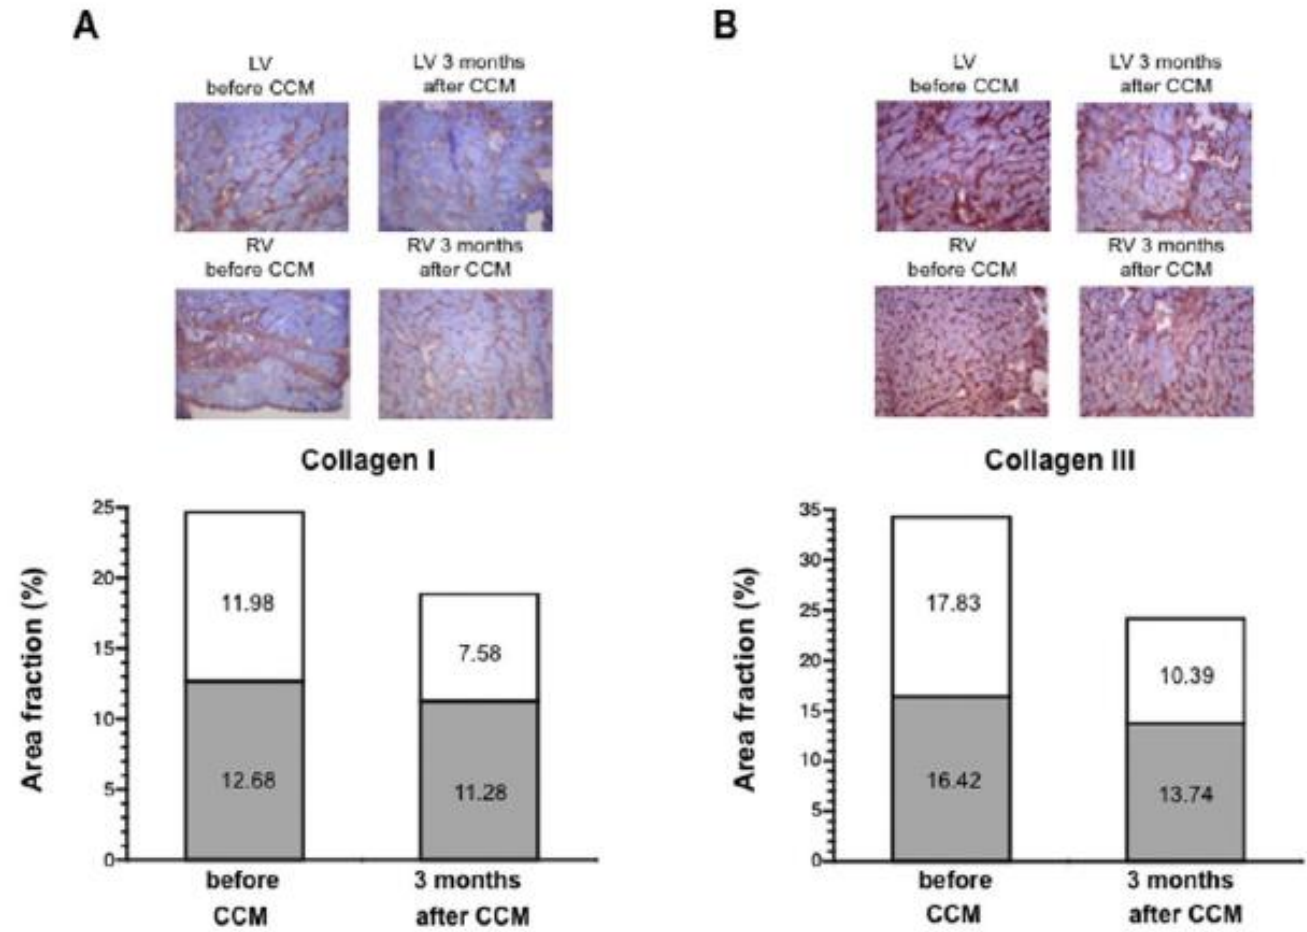 A
LV
before CCM
LV 3 months
after CCM
RV
before CCM
RV 3 months
after CCM
Collagen I
Area fraction (%)
25
20
15
10
5
0
11.98
12.68
7.58
11.28
before
CCM
3 months
after CCM
B
LV
before CCM
LV 3 months
after CCM
RV
before CCM
RV 3 months
after CCM
Collagen III
Area fraction (%)
35
30
25
20
15
10
5
0
17.83
16.42
10.39
13.74
before
CCM
3 months
after CCM